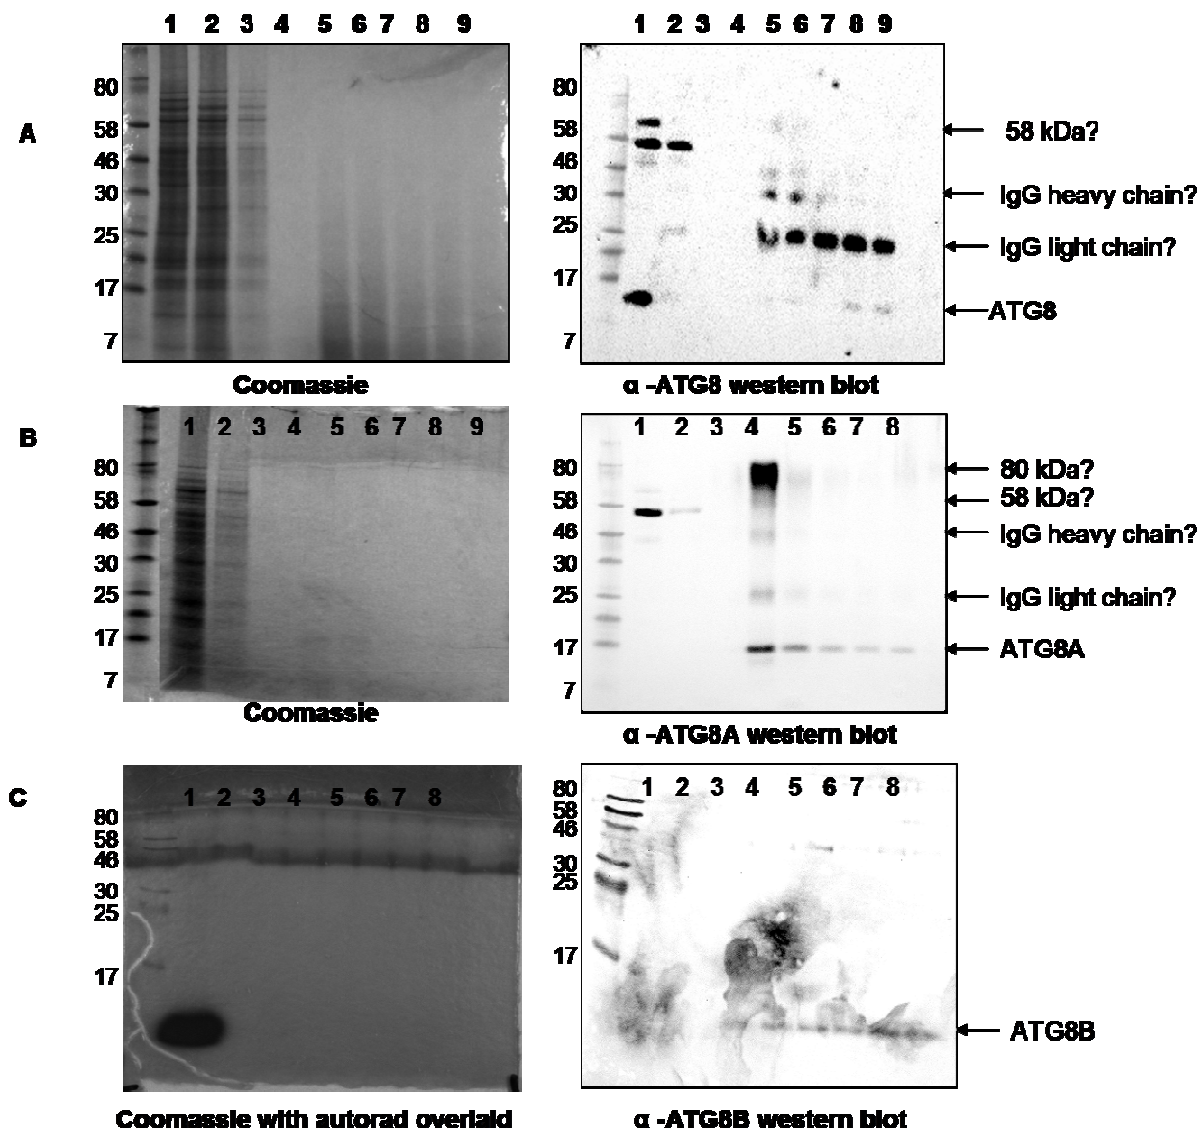 1 2 3 4 5 6 7 8 9
1 2 3 4 5 6 7 8 9
A
80
58
46
30
25
17
7
80
58
46
30
25
17
7
58 kDa?
IgG heavy chain?
IgG light chain?
ATG8
Coomassie
α -ATG8 western blot
B
1 2 3 4 5 6 7 8 9
80
58
46
30
25
17
7
1 2 3 4 5 6 7 8
80
58
46
30
25
17
7
80 kDa?
58 kDa?
IgG heavy chain?
IgG light chain?
ATG8A
Coomassie
α -ATG8A western blot
C
1 2 3 4 5 6 7 8
80
58
46
30
25
17
1 2 3 4 5 6 7 8
80
58
46
30
25
17
ATG8B
Coomassie with autorad overlaid
α -ATG8B western blot